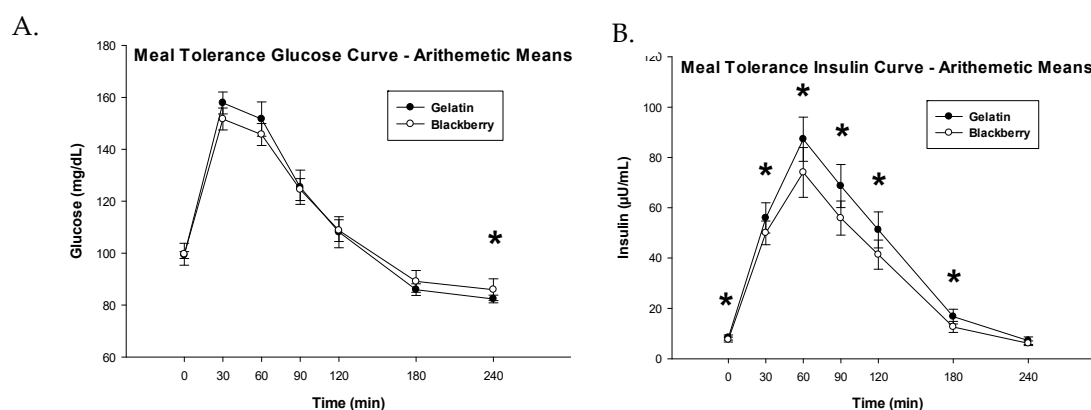 A.
Meal Tolerance Glucose Curve - Arithemetic Means
180
160
140
120
100
80
60
Glucose (mg/dL)
Gelatin
Blackberry
*
0 30 60 90 120 180 240
Time (min)
B.
Meal Tolerance Insulin Curve - Arithemetic Means
100
80
60
40
20
0
Insulin (µU/mL)
Gelatin
Blackberry
* * * * * * 
0 30 60 90 120 180 240
Time (min)